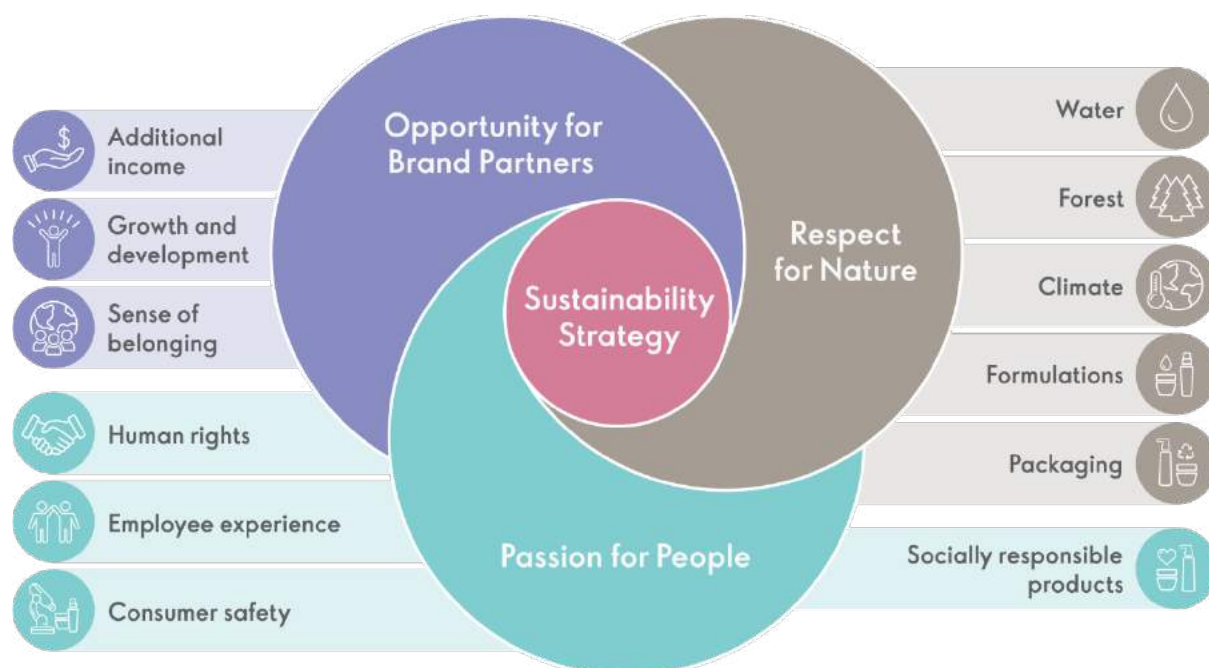 Opportunity for
Brand Partners
Respect
for Nature
Sustainability
Strategy
Passion for People
Additional
income
Growth and
development
Sense of
belonging
Human rights
Employee experience
Consumer safety
Water
Forest
Climate
Formulations
Packaging
Socially responsible
products
$